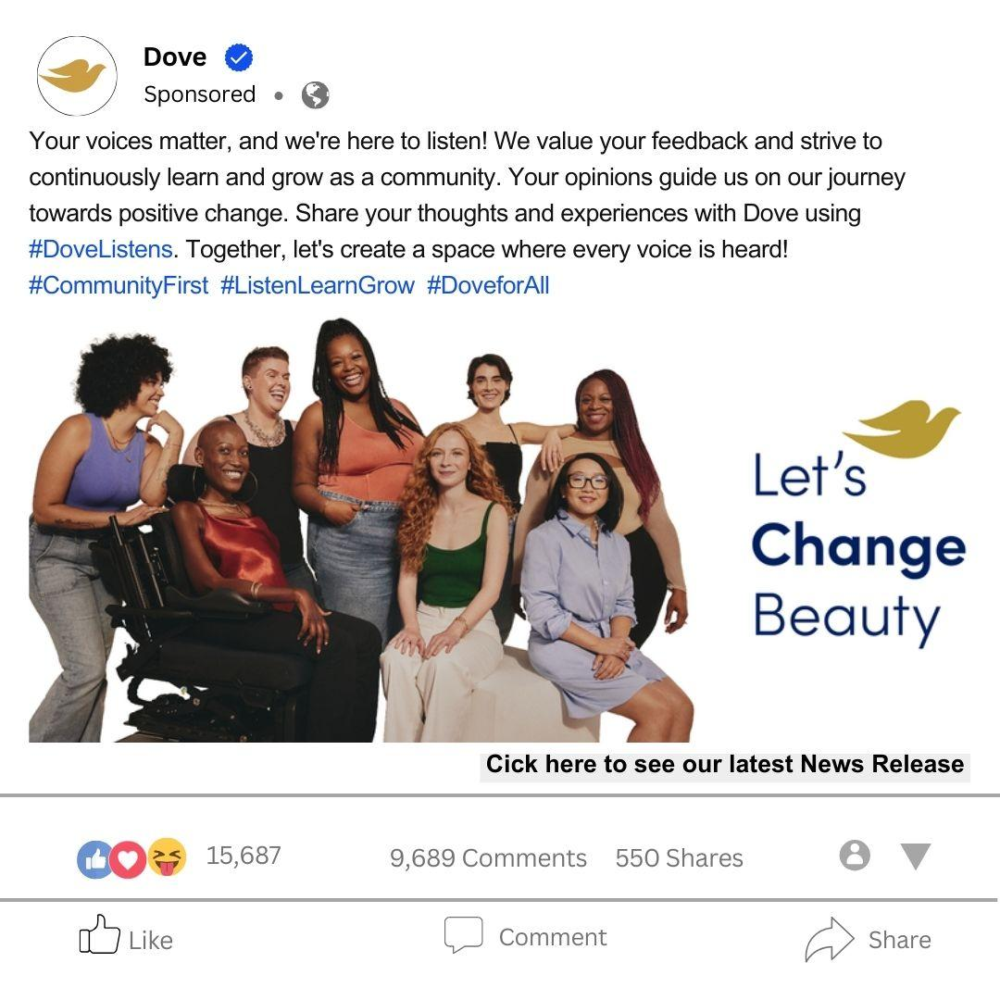 Dove
Sponsored •
Your voices matter, and we're here to listen! We value your feedback and strive to
continuously learn and grow as a community. Your opinions guide us on our journey
towards positive change. Share your thoughts and experiences with Dove using
#DoveListens. Together, let's create a space where every voice is heard!
#CommunityFirst #ListenLearnGrow #DoveforAll
Let's
Change
Beauty
Cick here to see our latest News Release
15,687 9,689 Comments 550 Shares
Like Comment Share